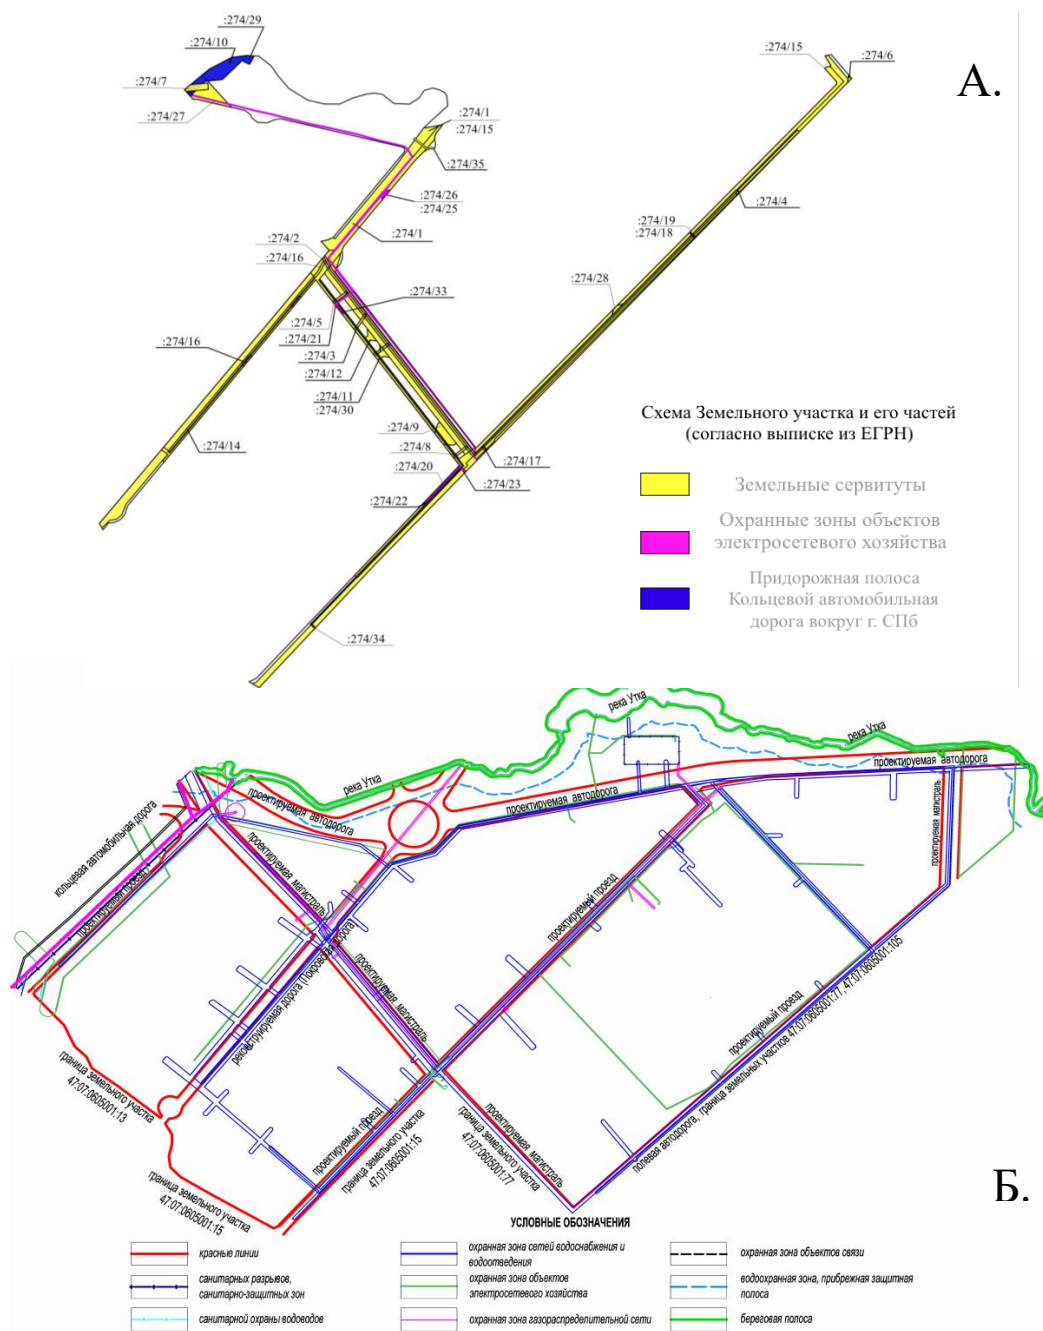 :274/29
:274/10
:274/7
:274/27
:274/1
:274/15
:274/35
:274/26
:274/25
:274/1
:274/2
:274/16
:274/33
:274/5
:274/21
:274/3
:274/12
:274/11
:274/30
:274/16
:274/14
:274/9
:274/8
:274/20
:274/22
:274/23
:274/17
:274/34
:274/15
:274/6
:274/4
:274/19
:274/18
:274/28
А.
Схема Земельного участка и его частей
(согласно выписке из ЕГРН)
Земельные сервитуты
Охранные зоны объектов
электросетевого хозяйства
Придорожная полоса
Кольцевой автомобильная
дорога вокруг г. СПб
река Утка
река Утка
река Утка
проектируемая автодорога
проектируемая автодорога
проектируемая автодорога
кольцевая автомобильная дорога
проектируемый проезд
проектируемая магистраль
реконструируемая дорога (Покровская дорога)
проектируемая магистраль
проектируемый проезд
проектируемая магистраль
проектируемый проезд
полевая автодорога, граница земельных участков 47:07:0605001:77, 47:07:0605001:105
граница земельного участка
47:07:0605001:13
граница земельного участка
47:07:0605001:15
проектируемый проезд
граница земельного участка
47:07:0605001:15
проектируемая магистраль
граница земельного участка
47:07:0605001:77
Б.
УСЛОВНЫЕ ОБОЗНАЧЕНИЯ
красные линии
санитарных разрывов,
санитарно-защитных зон
санитарной охраны водоводов
охранная зона сетей водоснабжения и
водоотведения
охранная зона объектов
электросетевого хозяйства
охранная зона газораспределительной сети
охранная зона объектов связи
водоохранная зона, прибрежная защитная
полоса
береговая полоса